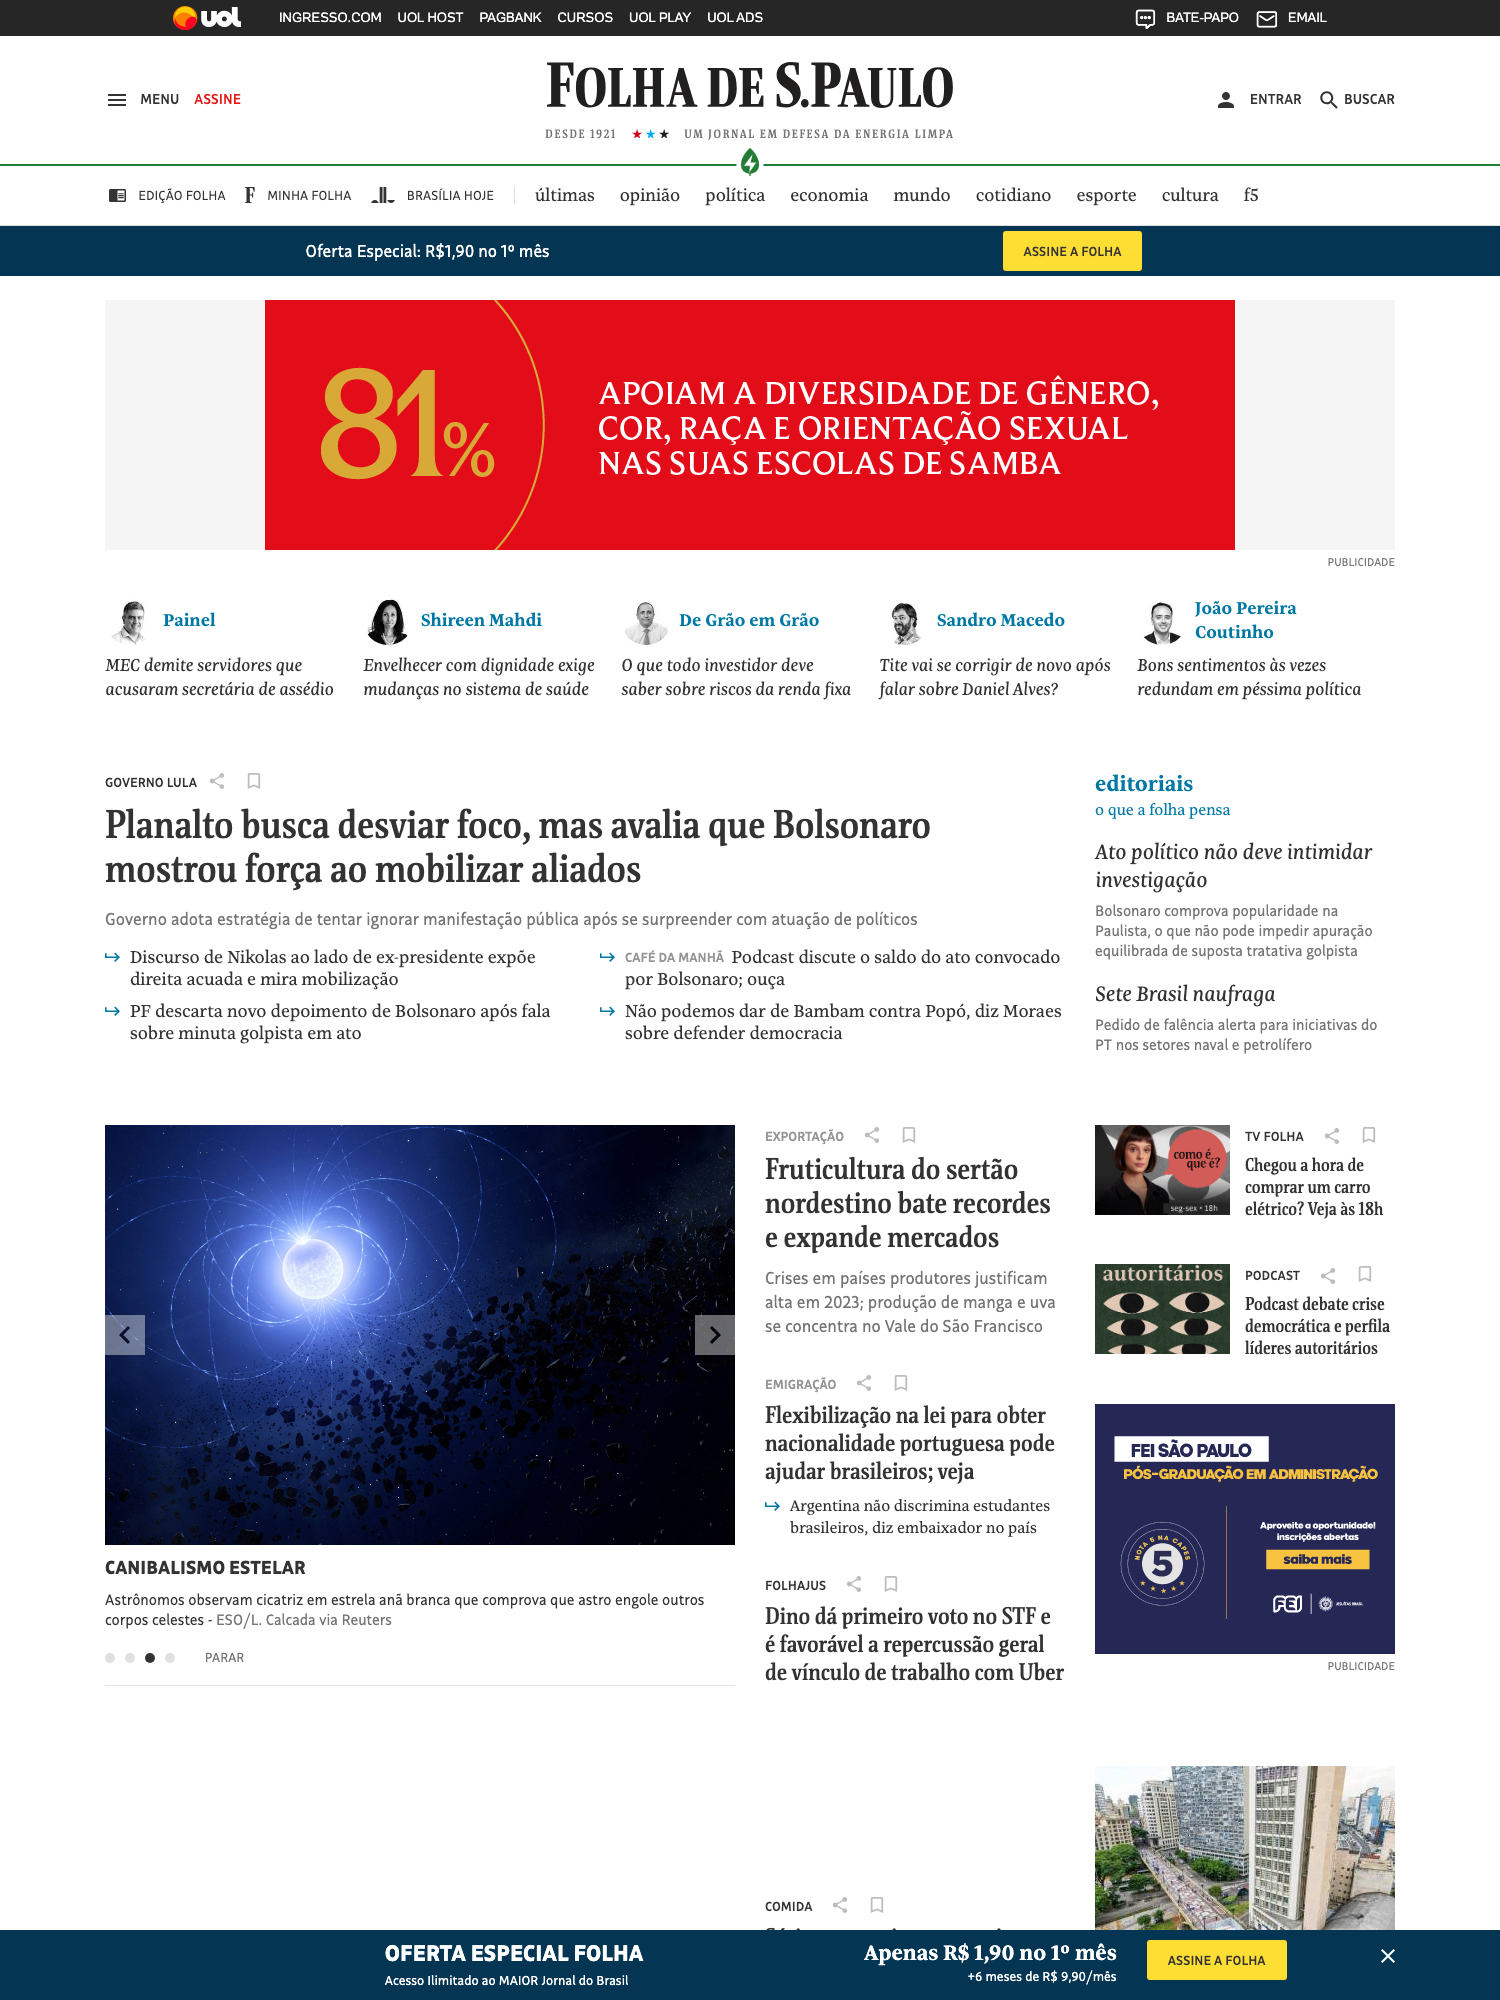 uol INGRESSO.COM UOL HOST PAGBANK CURSOS UOL PLAY UOL ADS BATE-PAPO EMAIL
MENU ASSINE
FOLHA DE S.PAULO
DESDE 1921 ★★★ UM JORNAL EM DEFESA DA ENERGIA LIMPA
ENTRAR BUSCAR
EDIÇÃO FOLHA F MINHA FOLHA BRASÍLIA HOJE últimas opinião política economia mundo cotidiano esporte cultura f5
Oferta Especial: R$1,90 no 1º mês ASSINE A FOLHA
81%
APOIAM A DIVERSIDADE DE GÊNERO,
COR, RAÇA E ORIENTAÇÃO SEXUAL
NAS SUAS ESCOLAS DE SAMBA
PUBLICIDADE
Painel
MEC demite servidores que
acusaram secretária de assédio
Shireen Mahdi
Envelhecer com dignidade exige
mudanças no sistema de saúde
De Grão em Grão
O que todo investidor deve
saber sobre riscos da renda fixa
Sandro Macedo
Tite vai se corrigir de novo após
falar sobre Daniel Alves?
João Pereira
Coutinho
Bons sentimentos às vezes
redundam em péssima política
GOVERNO LULA
Planalto busca desviar foco, mas avalia que Bolsonaro
mostrou força ao mobilizar aliados
Governo adota estratégia de tentar ignorar manifestação pública após se surpreender com atuação de políticos
Discurso de Nikolas ao lado de ex-presidente expõe
direita acuada e mira mobilização
PF descarta novo depoimento de Bolsonaro após fala
sobre minuta golpista em ato
CAFÉ DA MANHÃ Podcast discute o saldo do ato convocado
por Bolsonaro; ouça
Não podemos dar de Bambam contra Popó, diz Moraes
sobre defender democracia
editoriais
o que a folha pensa
Ato político não deve intimidar
investigação
Bolsonaro comprova popularidade na
Paulista, o que não pode impedir apuração
equilibrada de suposta tratativa golpista
Sete Brasil naufraga
Pedido de falência alerta para iniciativas do
PT nos setores naval e petrolífero
CANIBALISMO ESTELAR
Astrônomos observam cicatriz em estrela anã branca que comprova que astro engole outros
corpos celestes - ESO/L. Calcada via Reuters
PARAR
EXPORTAÇÃO
Fruticultura do sertão
nordestino bate recordes
e expande mercados
Crises em países produtores justificam
alta em 2023; produção de manga e uva
se concentra no Vale do São Francisco
EMIGRAÇÃO
Flexibilização na lei para obter
nacionalidade portuguesa pode
ajudar brasileiros; veja
Argentina não discrimina estudantes
brasileiros, diz embaixador no país
FOLHAJUS
Dino dá primeiro voto no STF e
é favorável a repercussão geral
de vínculo de trabalho com Uber
COMIDA
como é,
que é?
seg-sex • 18h
TV FOLHA
Chegou a hora de
comprar um carro
elétrico? Veja às 18h
autoritários
PODCAST
Podcast debate crise
democrática e perfila
líderes autoritários
FEI SÃO PAULO
PÓS-GRADUAÇÃO EM ADMINISTRAÇÃO
NOTA 5 NA CAPES
5
Aproveite a oportunidade!
inscrições abertas
saiba mais
FEI JESUÍTAS BRASIL
PUBLICIDADE
OFERTA ESPECIAL FOLHA
Acesso Ilimitado ao MAIOR Jornal do Brasil
Apenas R$ 1,90 no 1º mês
+6 meses de R$ 9,90/mês
ASSINE A FOLHA